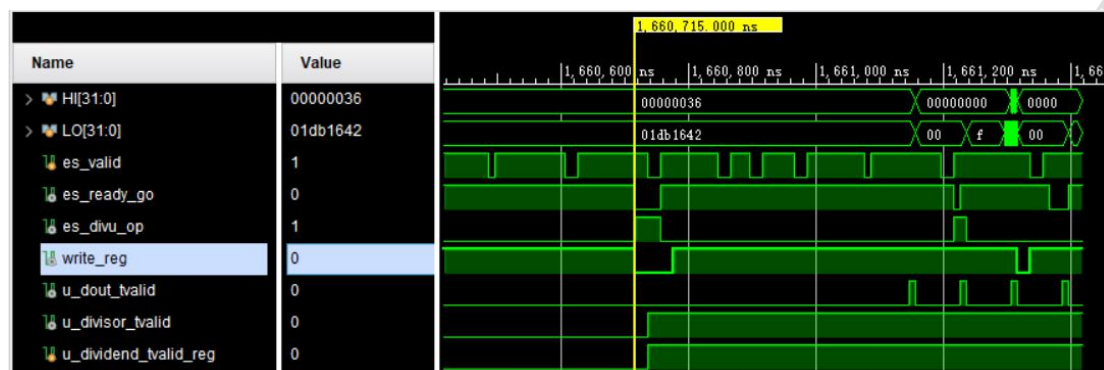 1,660,715.000 ns
Name Value
1,660,600 ns 1,660,800 ns 1,661,000 ns 1,661,200 ns 1,66
> HI[31:0] 00000036 00000036 00000000 0000
> LO[31:0] 01db1642 01db1642 00 f 00
es_valid 1
es_ready_go 0
es_divu_op 1
write_reg 0
u_dout_tvalid 0
u_divisor_tvalid 0
u_dividend_tvalid_reg 0